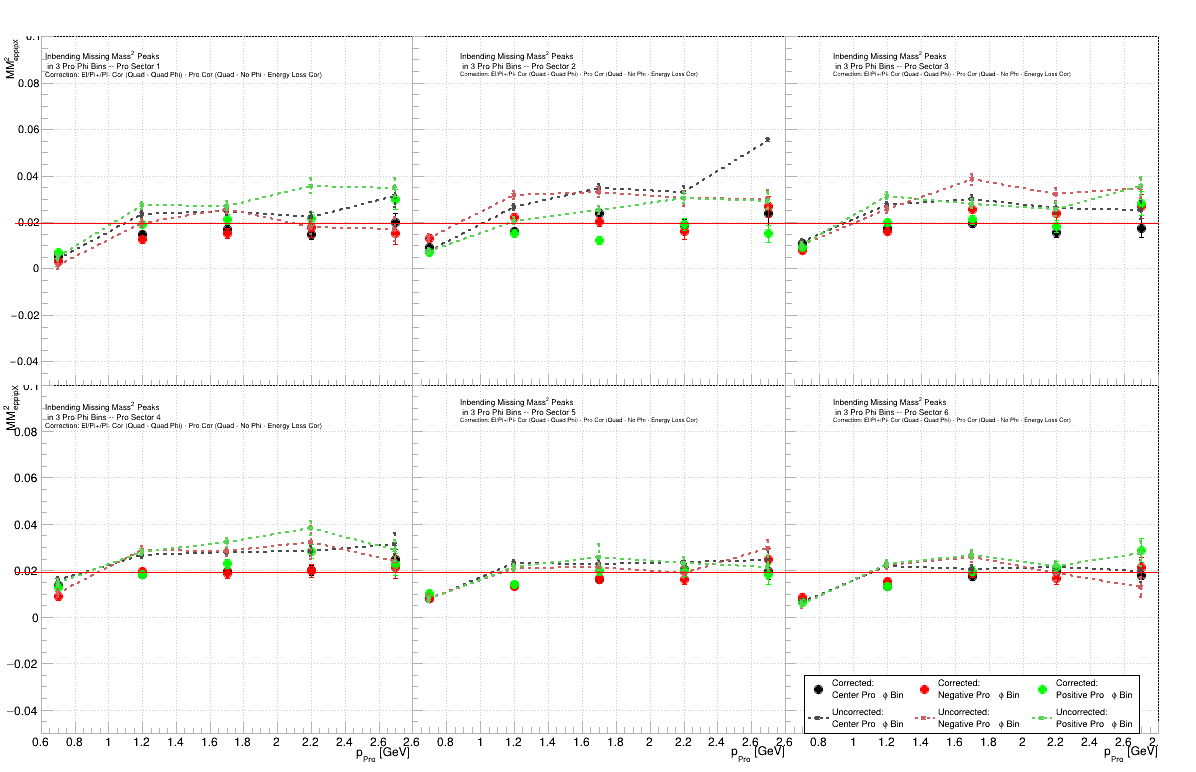 0.1
MM²eppipX
Inbending Missing Mass² Peaks
in 3 Pro Phi Bins -- Pro Sector 1
Correction: El/Pi+/Pi- Cor (Quad - Quad Phi) - Pro Cor (Quad - No Phi - Energy Loss Cor)
Inbending Missing Mass² Peaks
in 3 Pro Phi Bins -- Pro Sector 2
Correction: El/Pi+/Pi- Cor (Quad - Quad Phi) - Pro Cor (Quad - No Phi - Energy Loss Cor)
Inbending Missing Mass² Peaks
in 3 Pro Phi Bins -- Pro Sector 3
Correction: El/Pi+/Pi- Cor (Quad - Quad Phi) - Pro Cor (Quad - No Phi - Energy Loss Cor)
0.08
0.06
0.04
0.02
0
−0.02
−0.04
0.1
Inbending Missing Mass² Peaks
in 3 Pro Phi Bins -- Pro Sector 4
Correction: El/Pi+/Pi- Cor (Quad - Quad Phi) - Pro Cor (Quad - No Phi - Energy Loss Cor)
Inbending Missing Mass² Peaks
in 3 Pro Phi Bins -- Pro Sector 5
Correction: El/Pi+/Pi- Cor (Quad - Quad Phi) - Pro Cor (Quad - No Phi - Energy Loss Cor)
Inbending Missing Mass² Peaks
in 3 Pro Phi Bins -- Pro Sector 6
Correction: El/Pi+/Pi- Cor (Quad - Quad Phi) - Pro Cor (Quad - No Phi - Energy Loss Cor)
0.08
0.06
0.04
0.02
0
−0.02
−0.04
Corrected:
Center Pro φ Bin
Corrected:
Negative Pro φ Bin
Corrected:
Positive Pro φ Bin
Uncorrected:
Center Pro φ Bin
Uncorrected:
Negative Pro φ Bin
Uncorrected:
Positive Pro φ Bin
0.6 0.8 1 1.2 1.4 1.6 1.8 2 2.2 2.4 2.6
p Pro [GeV]
0.8 1 1.2 1.4 1.6 1.8 2 2.2 2.4 2.6
p Pro [GeV]
0.8 1 1.2 1.4 1.6 1.8 2 2.2 2.4 2.6
p Pro [GeV]